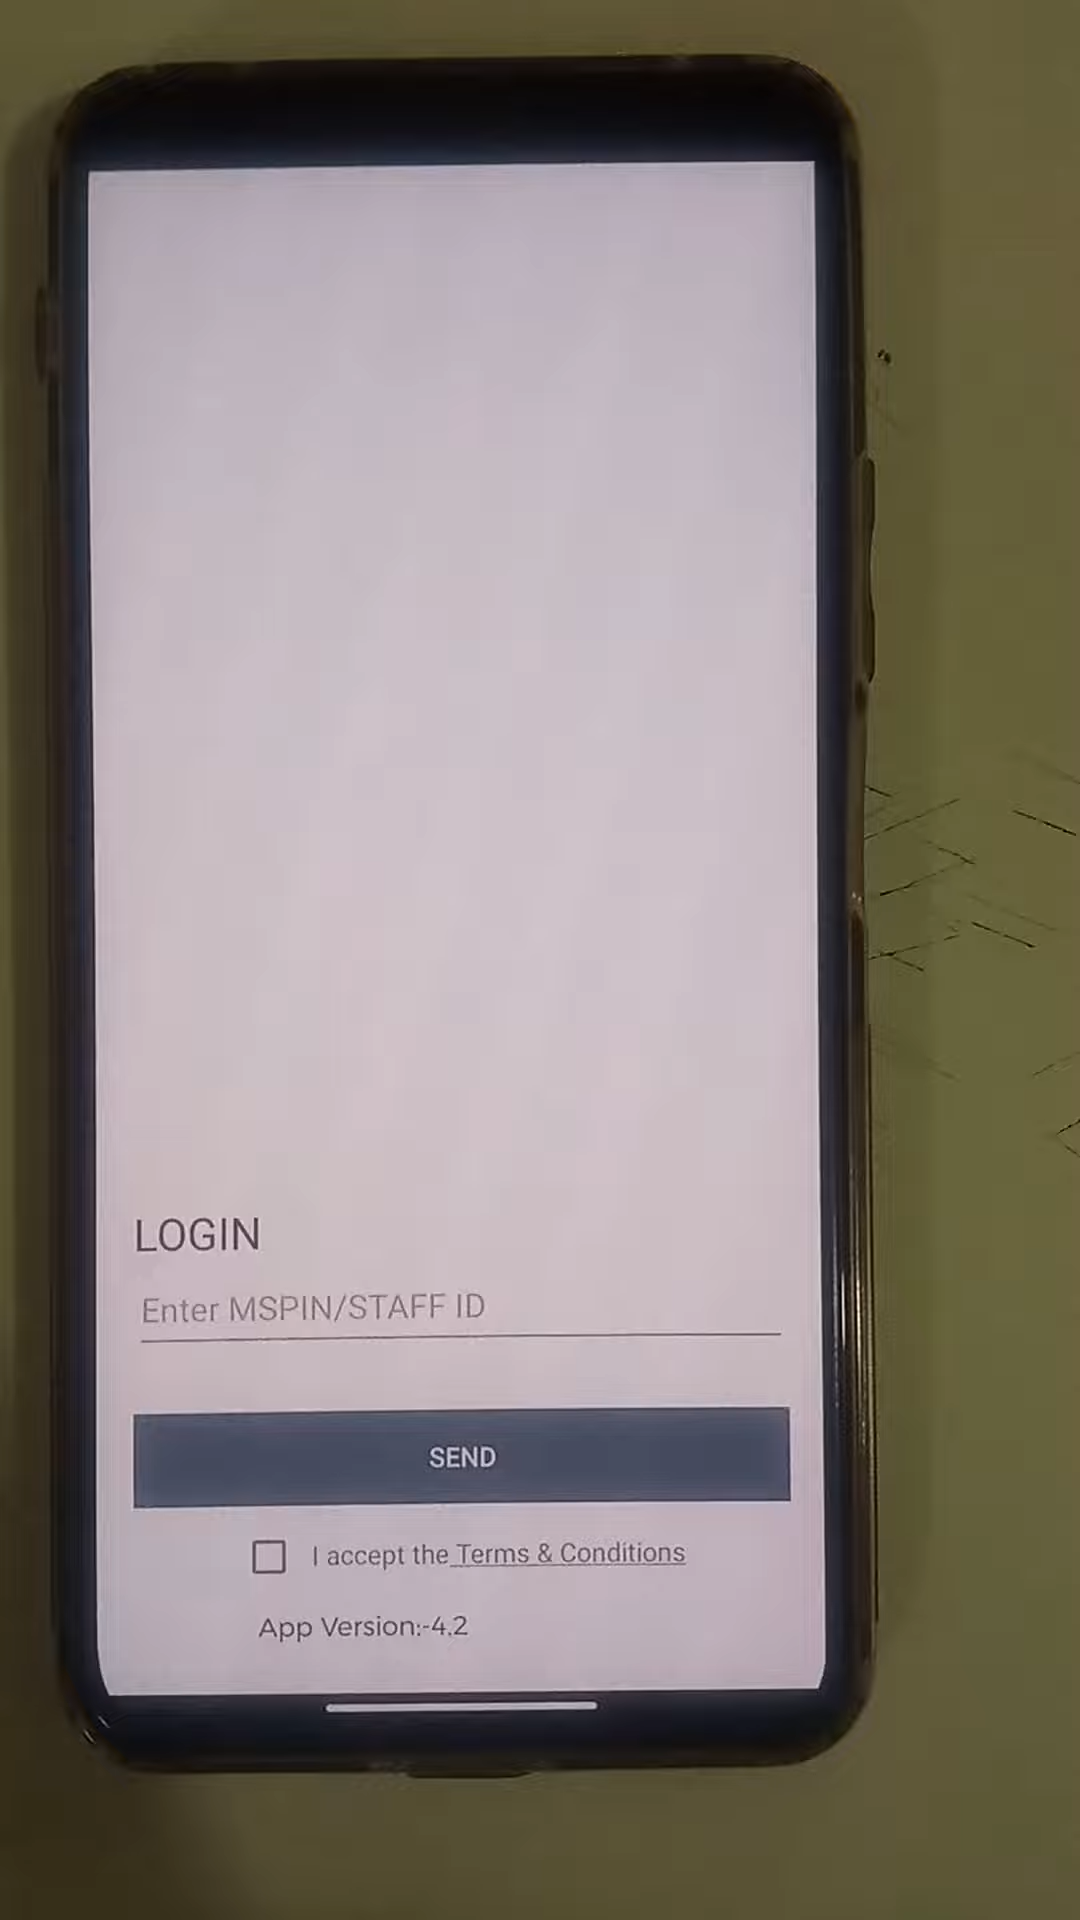 LOGIN
Enter MSPIN/STAFF ID
SEND
I accept the Terms & Conditions
App Version:-4.2